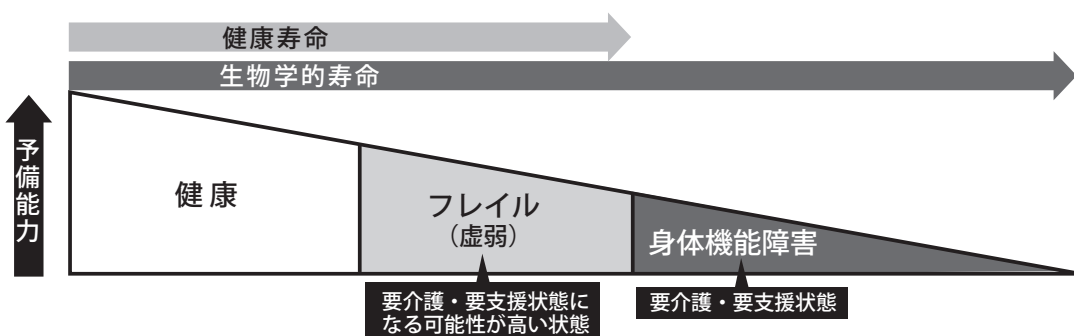 健康寿命
生物学的寿命
予備能力
健康
フレイル
（虚弱）
身体機能障害
要介護・要支援状態に
なる可能性が高い状態
要介護・要支援状態